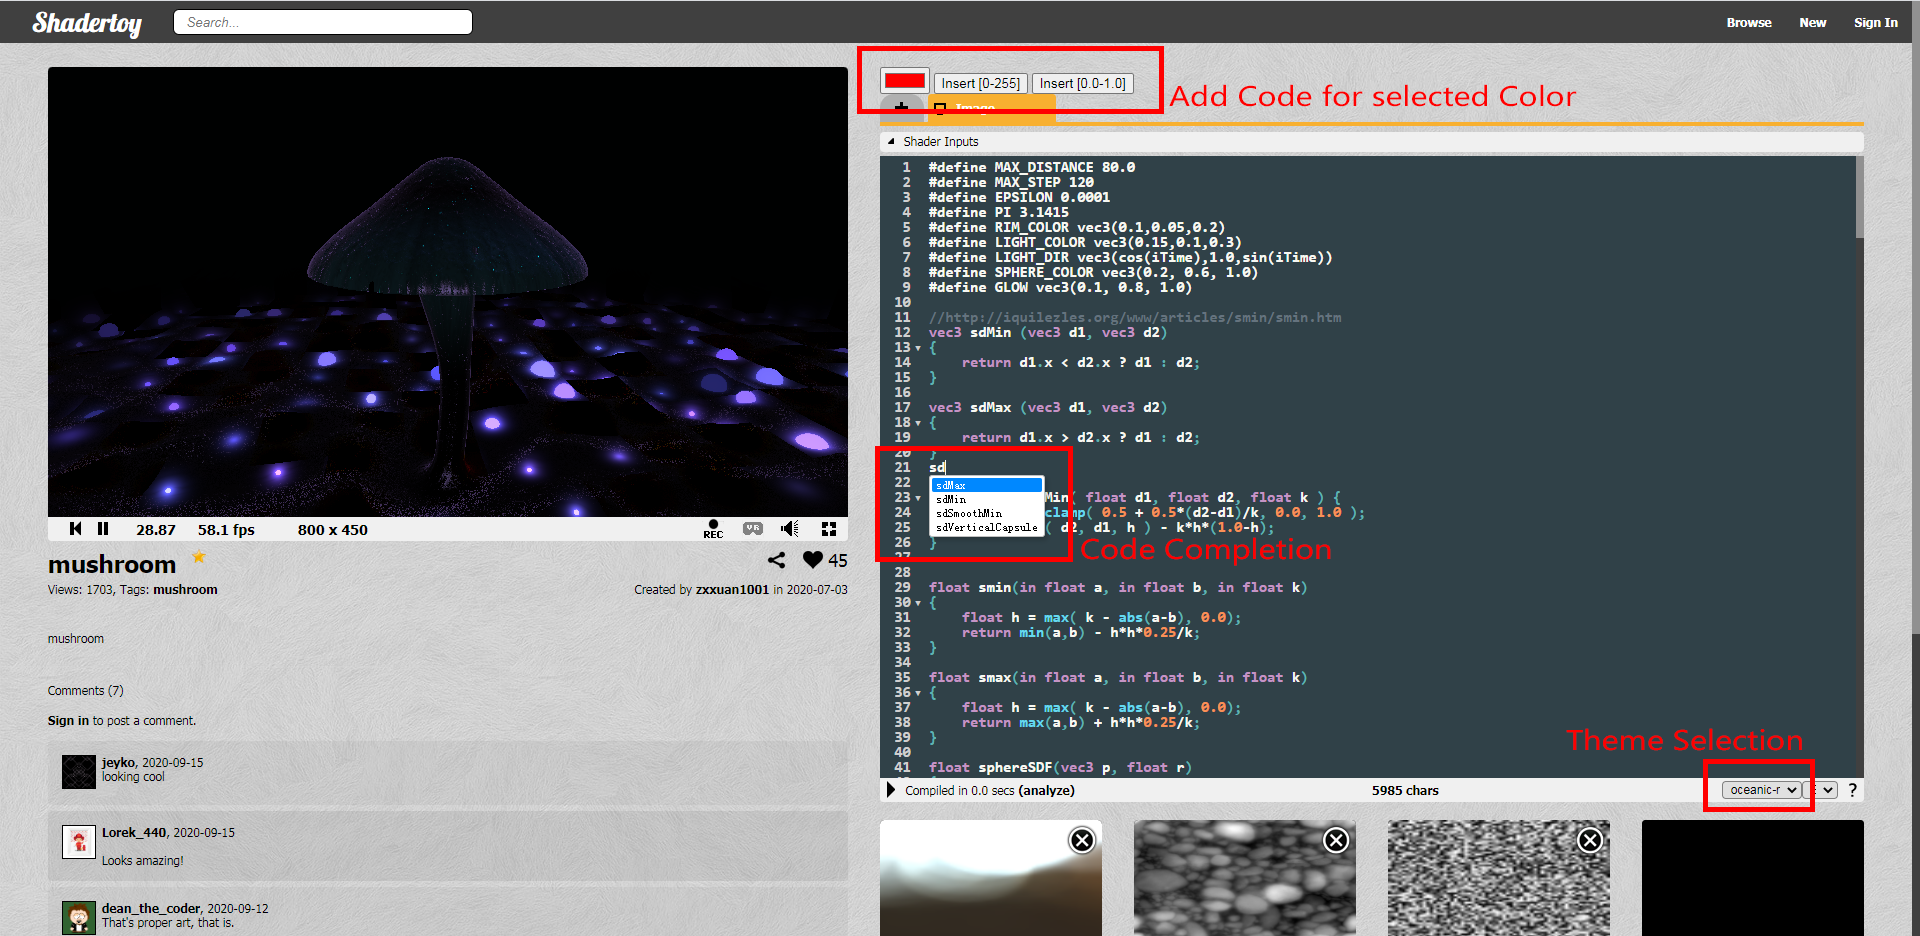 Shadertoy
Search...
Browse
New
Sign In
Insert [0-255]
Insert [0.0-1.0]
Add Code for selected Color
+
Image
Shader Inputs
1 #define MAX_DISTANCE 80.0
2 #define MAX_STEP 120
3 #define EPSILON 0.0001
4 #define PI 3.1415
5 #define RIM_COLOR vec3(0.1,0.05,0.2)
6 #define LIGHT_COLOR vec3(0.15,0.1,0.3)
7 #define LIGHT_DIR vec3(cos(iTime),1.0,sin(iTime))
8 #define SPHERE_COLOR vec3(0.2, 0.6, 1.0)
9 #define GLOW vec3(0.1, 0.8, 1.0)
10
11 //http://iquilezles.org/www/articles/smin/smin.htm
12 vec3 sdMin (vec3 d1, vec3 d2)
13 {
14 return d1.x < d2.x ? d1 : d2;
15 }
16
17 vec3 sdMax (vec3 d1, vec3 d2)
18 {
19 return d1.x > d2.x ? d1 : d2;
20 }
21 sd
22
sdMax
sdMin
sdSmoothMin
sdVerticalCapsule
23 Min( float d1, float d2, float k ) {
24 clamp( 0.5 + 0.5*(d2-d1)/k, 0.0, 1.0 );
25 ( d2, d1, h ) - k*h*(1.0-h);
26 }
Code Completion
27
28
29 float smin(in float a, in float b, in float k)
30 {
31 float h = max( k - abs(a-b), 0.0);
32 return min(a,b) - h*h*0.25/k;
33 }
34
35 float smax(in float a, in float b, in float k)
36 {
37 float h = max( k - abs(a-b), 0.0);
38 return max(a,b) + h*h*0.25/k;
39 }
40
41 float sphereSDF(vec3 p, float r)
Theme Selection
Compiled in 0.0 secs (analyze)
5985 chars
oceanic-r
?
28.87
58.1 fps
800 x 450
REC
VR
mushroom
45
Views: 1703, Tags: mushroom
Created by zxxuan1001 in 2020-07-03
mushroom
Comments (7)
Sign in to post a comment.
jeyko, 2020-09-15
looking cool
Lorek_440, 2020-09-15
Looks amazing!
dean_the_coder, 2020-09-12
That's proper art, that is.